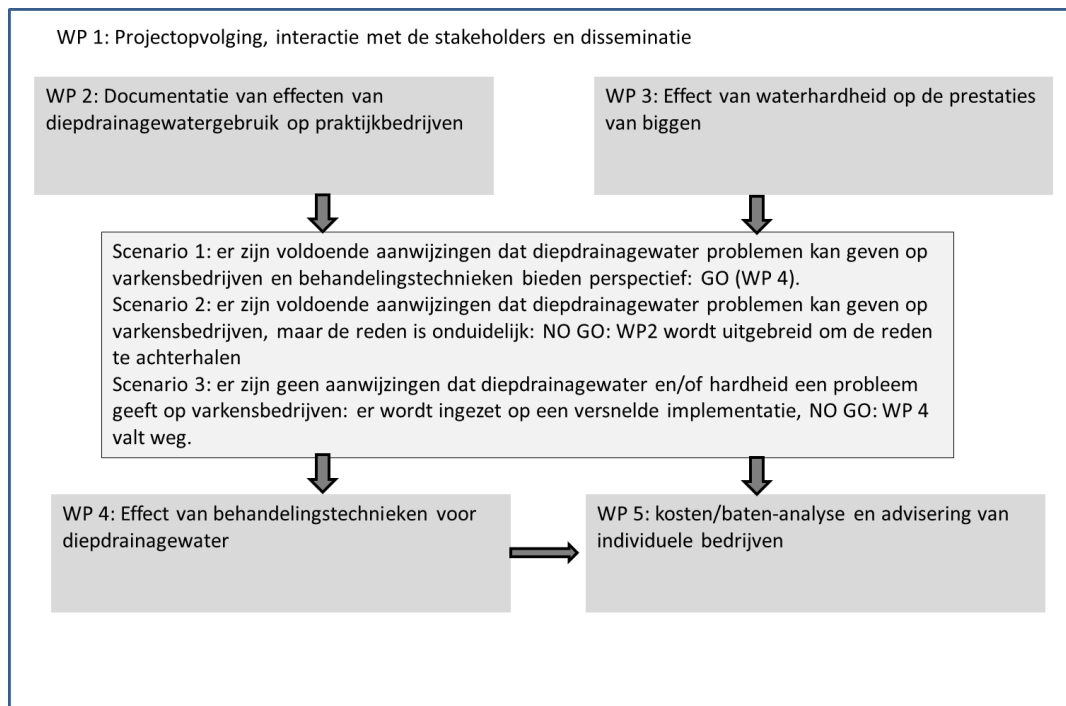 WP 1: Projectopvolging, interactie met de stakeholders en disseminatie
WP 2: Documentatie van effecten van
diepdrainagewatergebruik op praktijkbedrijven
WP 3: Effect van waterhardheid op de prestaties
van biggen
Scenario 1: er zijn voldoende aanwijzingen dat diepdrainagewater problemen kan geven op
varkensbedrijven en behandelingstechnieken bieden perspectief: GO (WP 4).
Scenario 2: er zijn voldoende aanwijzingen dat diepdrainagewater problemen kan geven op
varkensbedrijven, maar de reden is onduidelijk: NO GO: WP2 wordt uitgebreid om de reden
te achterhalen
Scenario 3: er zijn geen aanwijzingen dat diepdrainagewater en/of hardheid een probleem
geeft op varkensbedrijven: er wordt ingezet op een versnelde implementatie, NO GO: WP 4
valt weg.
WP 4: Effect van behandelingstechnieken voor
diepdrainagewater
WP 5: kosten/baten-analyse en advisering van
individuele bedrijven